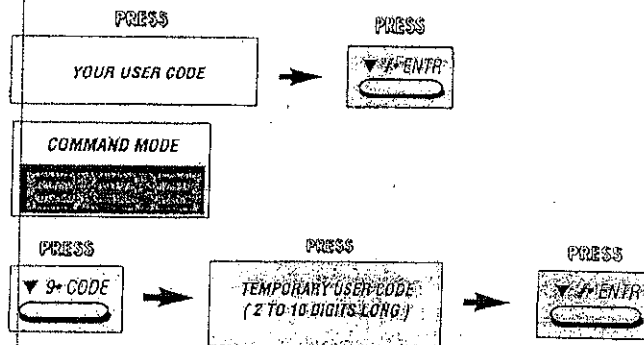 PRESS
YOUR USER CODE
▼ /• ENTR
COMMAND MODE
PRESS PRESS PRESS
▼ 9• CODE
TEMPORARY USER CODE
(2 TO 10 DIGITS LONG)
▼ /• ENTR